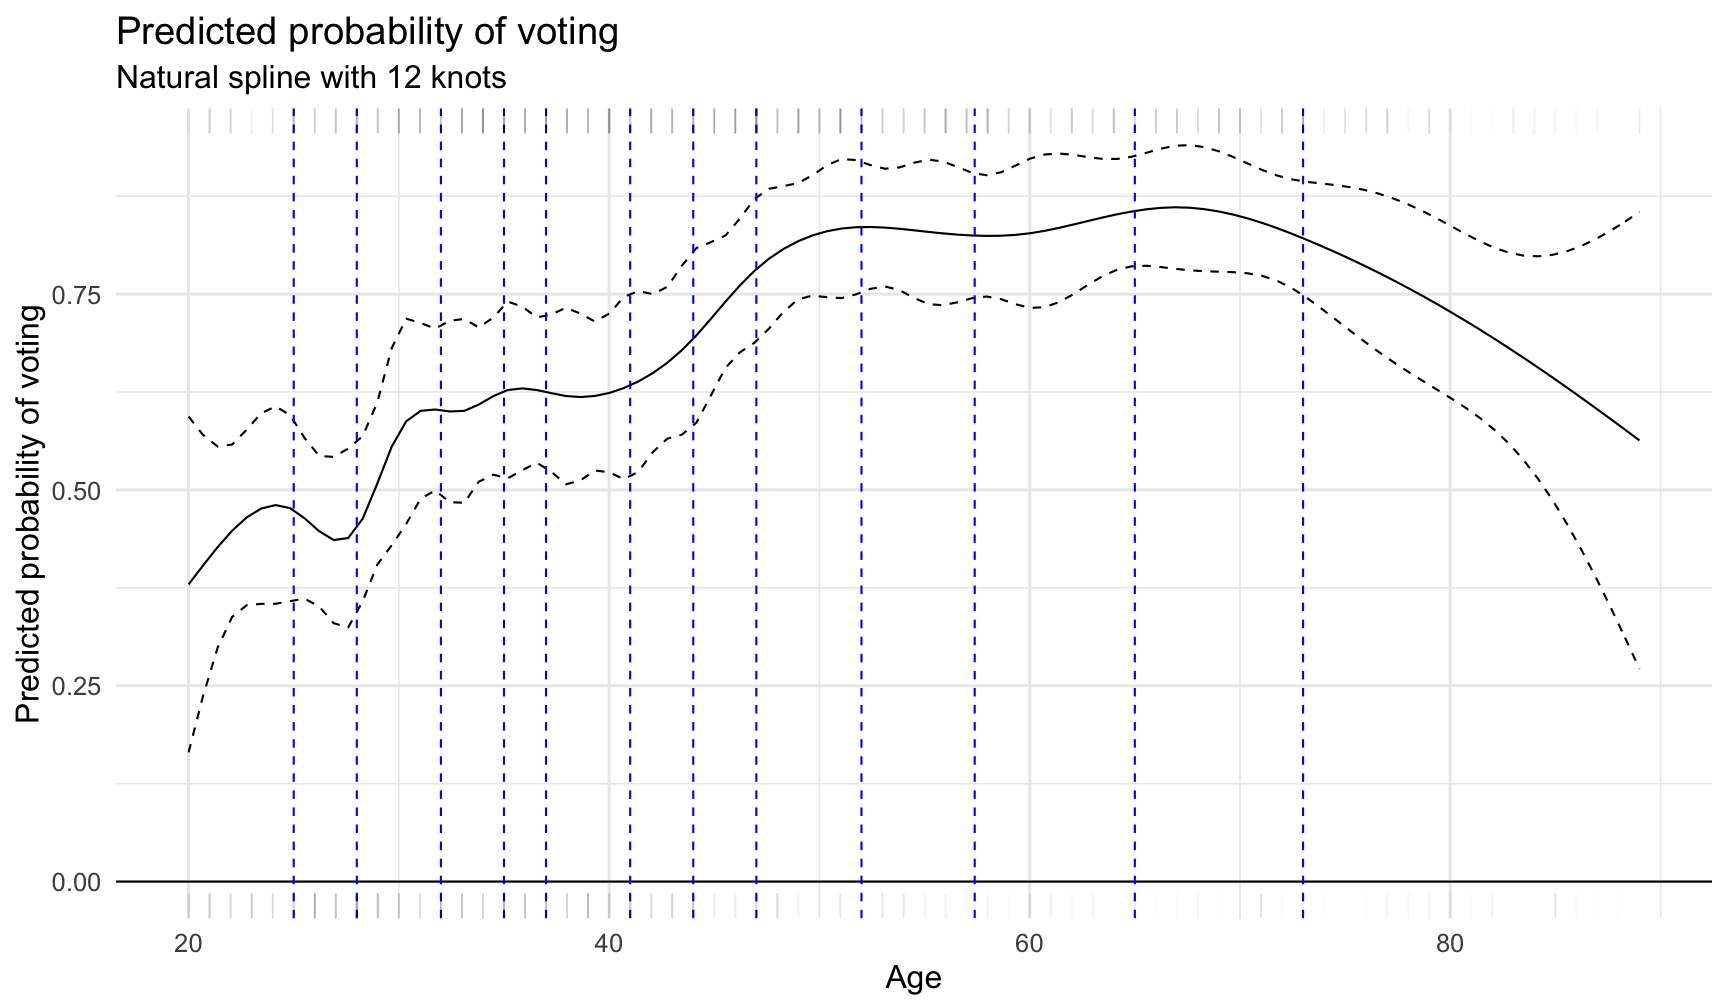 Predicted probability of voting
Natural spline with 12 knots
Predicted probability of voting
0.75
0.50
0.25
0.00
20 40 60 80
Age